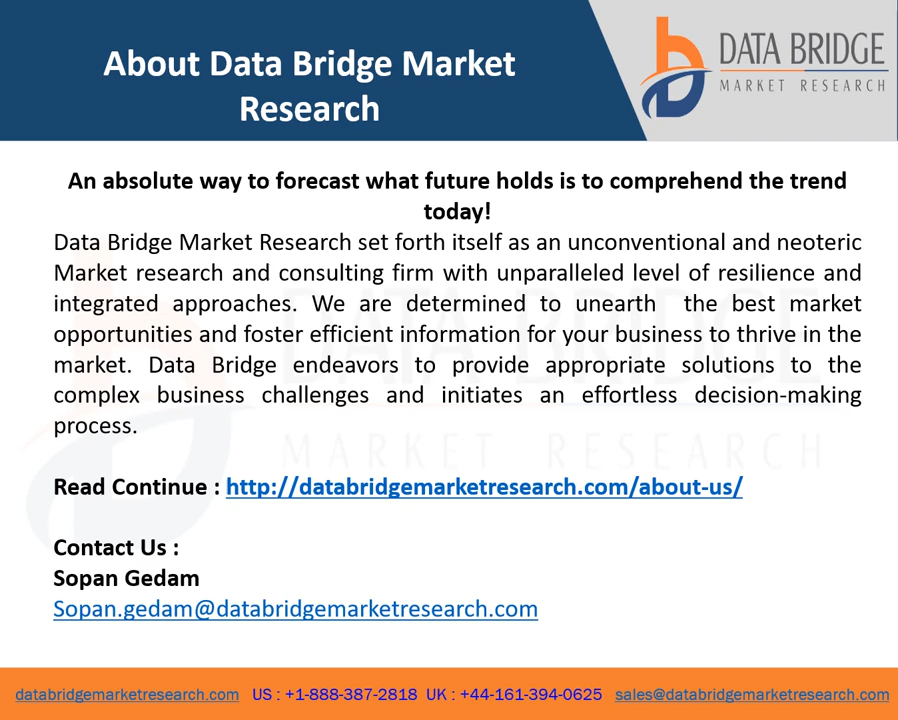 About Data Bridge Market
Research
DATA BRIDGE
MARKET RESEARCH
An absolute way to forecast what future holds is to comprehend the trend
today!
Data Bridge Market Research set forth itself as an unconventional and neoteric
Market research and consulting firm with unparalleled level of resilience and
integrated approaches. We are determined to unearth the best market
opportunities and foster efficient information for your business to thrive in the
market. Data Bridge endeavors to provide appropriate solutions to the
complex business challenges and initiates an effortless decision-making
process.
DATA BRIDGE
MARKET RESEARCH
Read Continue : http://databridgemarketresearch.com/about-us/
Contact Us :
Sopan Gedam
Sopan.gedam@databridgemarketresearch.com
databridgemarketresearch.com US : +1-888-387-2818 UK : +44-161-394-0625 sales@databridgemarketresearch.com